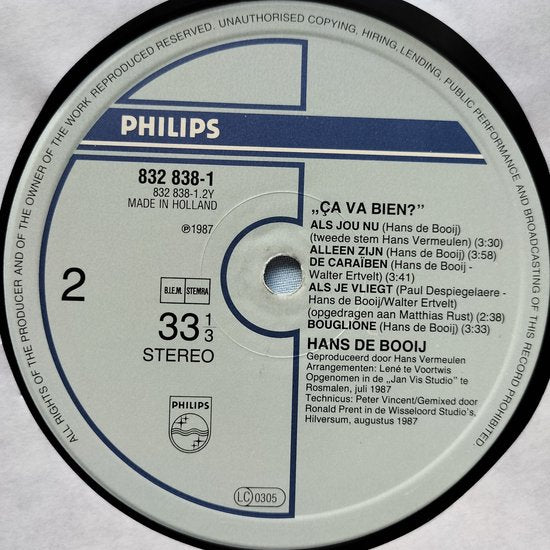 ALL RIGHTS OF THE PRODUCER AND OF THE OWNER OF THE WORK REPRODUCED RESERVED. UNAUTHORISED COPYING, HIRING, LENDING, PUBLIC PERFORMANCE AND BROADCASTING OF THIS RECORD PROHIBITED.
PHILIPS
832 838-1
832 838-1.2Y
MADE IN HOLLAND
℗1987
2
B.I.E.M. STEMRA
33 1/3
STEREO
PHILIPS
LC 0305
„ÇA VA BIEN?”
ALS JOU NU (Hans de Booij)
(tweede stem Hans Vermeulen) (3:30)
ALLEEN ZIJN (Hans de Booij) (3:58)
DE CARAÏBEN (Hans de Booij -
Walter Ertvelt) (3:41)
ALS JE VLIEGT (Paul Despiegelaere -
Hans de Booij/Walter Ertvelt)
(opgedragen aan Matthias Rust) (2:38)
BOUGLIONE (Hans de Booij) (3:33)
HANS DE BOOIJ
Geproduceerd door Hans Vermeulen
Arrangementen: Lené te Voortwis
Opgenomen in de „Jan Vis Studio” te
Rosmalen, juli 1987
Technicus: Peter Vincent/Gemixed door
Ronald Prent in de Wisseloord Studio's,
Hilversum, augustus 1987